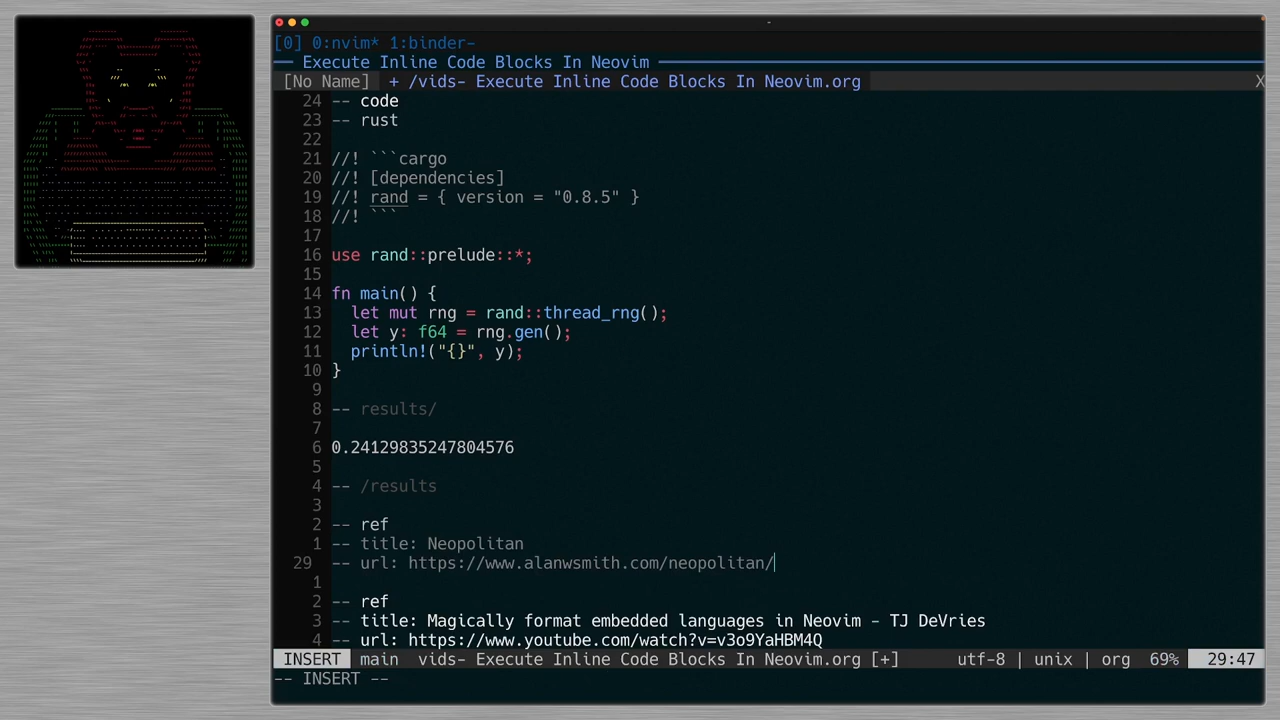 [0] 0:nvim* 1:binder-
Execute Inline Code Blocks In Neovim
[No Name] + /vids- Execute Inline Code Blocks In Neovim.org X
24 -- code
23 -- rust
22
21 //! ```cargo
20 //! [dependencies]
19 //! rand = { version = "0.8.5" }
18 //! ```
17
16 use rand::prelude::*;
15
14 fn main() {
13   let mut rng = rand::thread_rng();
12   let y: f64 = rng.gen();
11   println!("{}", y);
10 }
9
8 -- results/
7
6 0.24129835247804576
5
4 -- /results
3
2 -- ref
1 -- title: Neopolitan
29 -- url: https://www.alanwsmith.com/neopolitan/
1
2 -- ref
3 -- title: Magically format embedded languages in Neovim - TJ DeVries
4 -- url: https://www.youtube.com/watch?v=v3o9YaHBM4Q
INSERT main vids- Execute Inline Code Blocks In Neovim.org [+] utf-8 | unix | org 69% 29:47
-- INSERT --